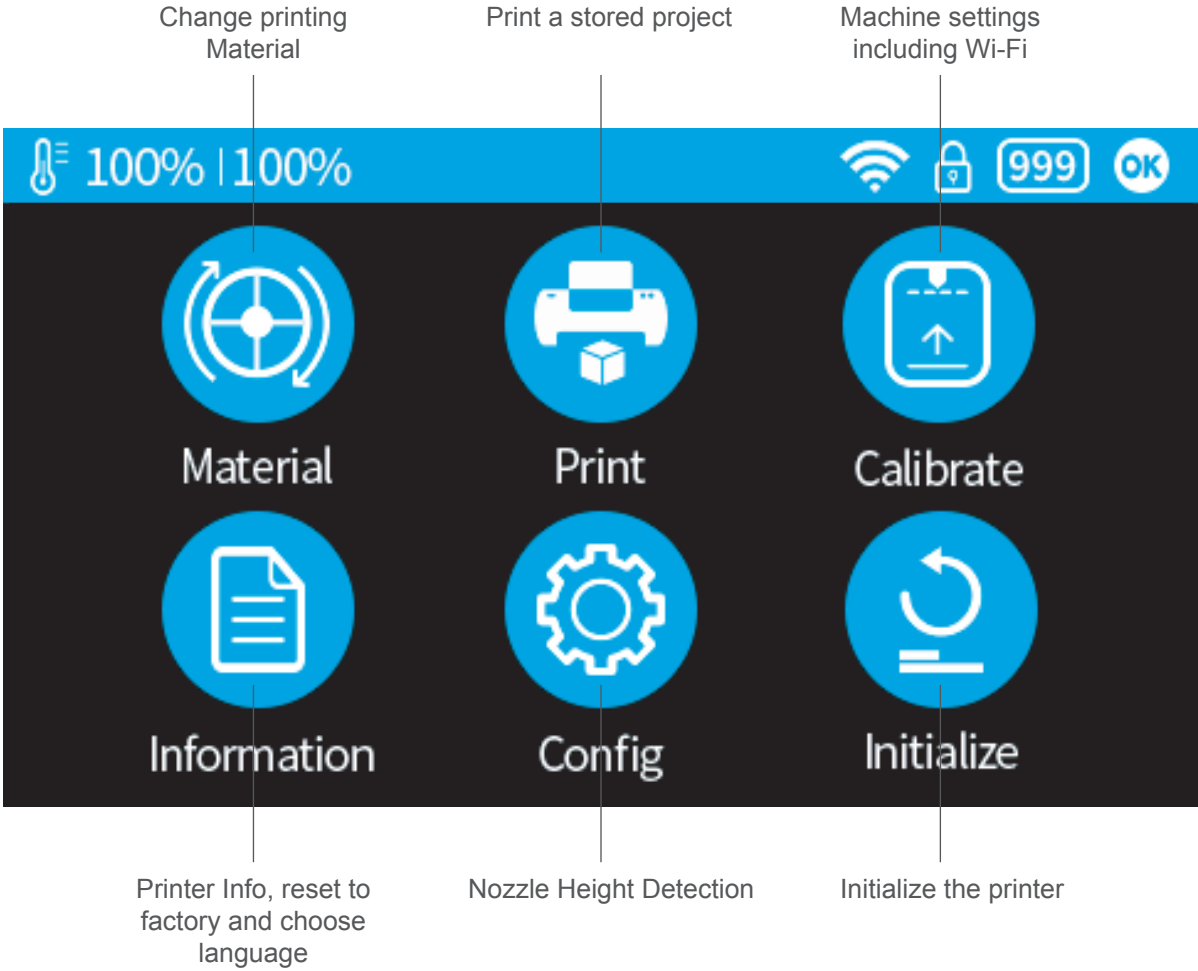 Change printing
Material
Print a stored project
Machine settings
including Wi-Fi
100% | 100%
999
OK
Material
Print
Calibrate
Information
Config
Initialize
Printer Info, reset to
factory and choose
language
Nozzle Height Detection
Initialize the printer